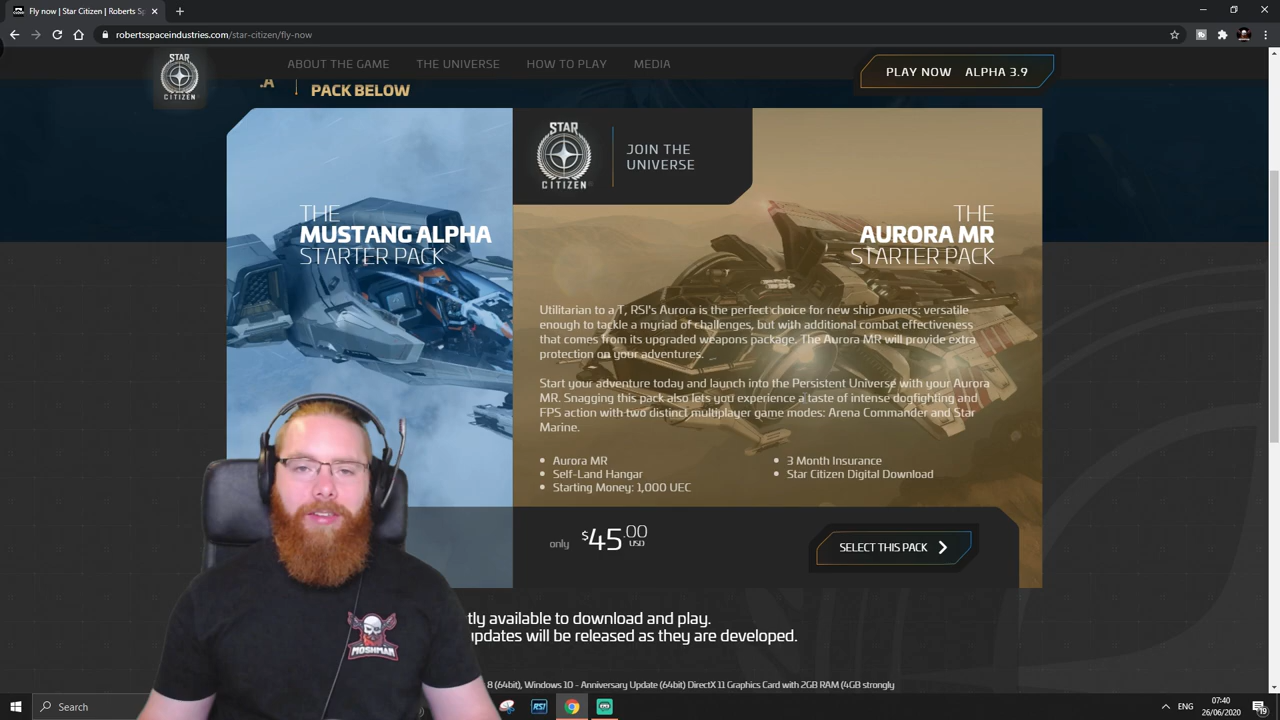 Fly now | Roberts Sp
robertsspaceindustries.com/star-citizen/fly-now
STAR
CITIZEN
ABOUT THE GAME
THE UNIVERSE
HOW TO PLAY
MEDIA
PLAY NOW ALPHA 3.9
PACK BELOW
STAR
CITIZEN
JOIN THE
UNIVERSE
THE
MUSTANG ALPHA
STARTER PACK
THE
AURORA MR
STARTER PACK
Utilitarian to a T, RSI's Aurora is the perfect choice for new ship owners: versatile
enough to tackle a myriad of challenges, but with additional combat effectiveness
that comes from its upgraded weapons package. The Aurora MR will provide extra
protection on your adventures.
Start your adventure today and launch into the Persistent Universe with your Aurora
MR. Snagging this pack also lets you experience a taste of intense dogfighting and
FPS action with two distinct multiplayer game modes: Arena Commander and Star
Marine.
• Aurora MR
• Self-Land Hangar
• Starting Money: 1,000 UEC
• 3 Month Insurance
• Star Citizen Digital Download
only $45.00 USD
SELECT THIS PACK
tly available to download and play.
updates will be released as they are developed.
8 (64bit), Windows 10 - Anniversary Update (64bit) DirectX 11 Graphics Card with 2GB RAM (4GB strongly
MOSHMAN
Search
RSI
ENG
07:40
26/06/2020
19